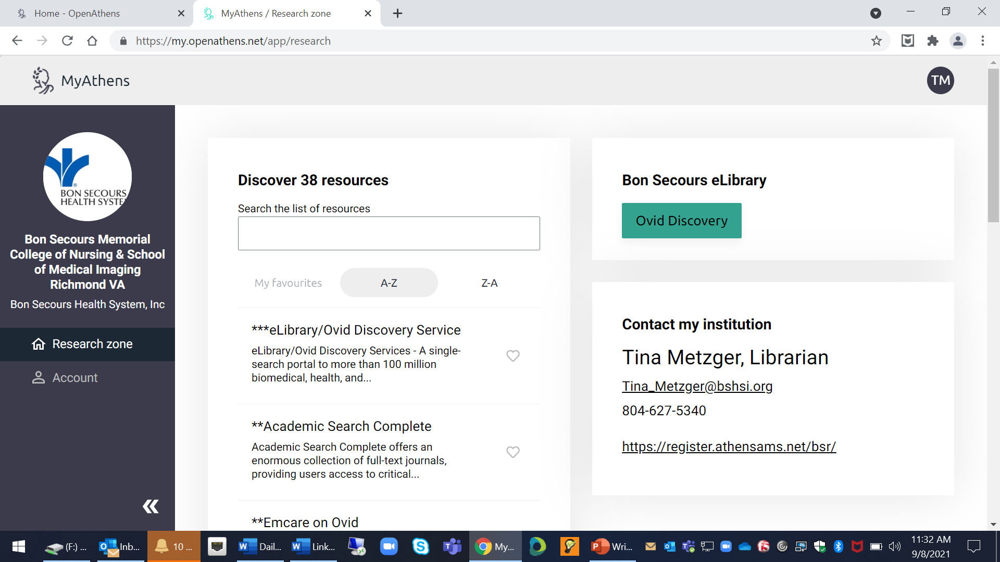 Home - OpenAthens
MyAthens / Research zone
https://my.openathens.net/app/research
MyAthens
TM
BON SECOURS
HEALTH SYSTE
Bon Secours Memorial
College of Nursing & School
of Medical Imaging
Richmond VA
Bon Secours Health System, Inc
Research zone
Account
Discover 38 resources
Search the list of resources
My favourites
A-Z
Z-A
***eLibrary/Ovid Discovery Service
eLibrary/Ovid Discovery Services - A single-
search portal to more than 100 million
biomedical, health, and...
**Academic Search Complete
Academic Search Complete offers an
enormous collection of full-text journals,
providing users access to critical...
**Emcare on Ovid
Bon Secours eLibrary
Ovid Discovery
Contact my institution
Tina Metzger, Librarian
Tina_Metzger@bshsi.org
804-627-5340
https://register.athensams.net/bsr/
(F:) ...
Inb...
10 ...
Dail...
Link...
My...
Wri...
11:32 AM
9/8/2021